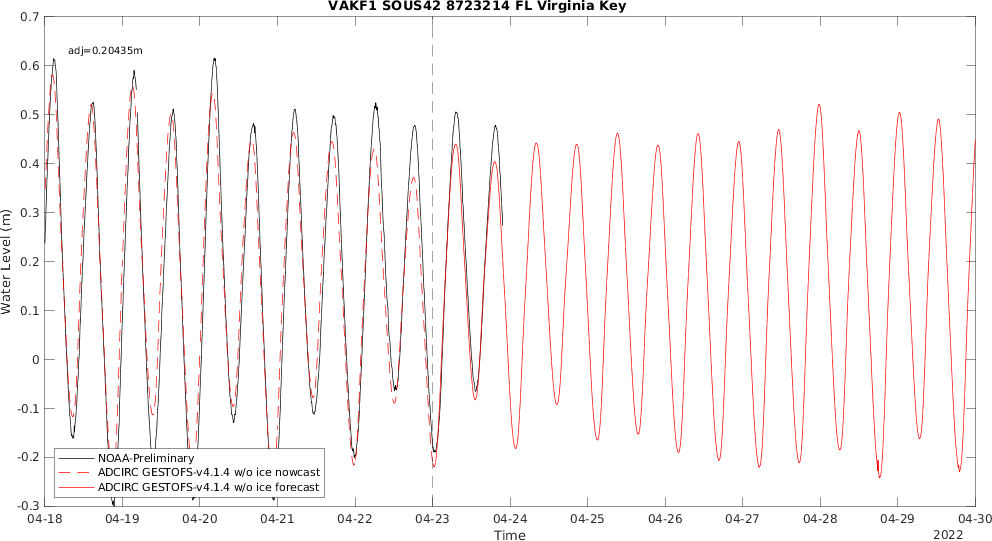 VAKF1 SOUS42 8723214 FL Virginia Key
adj=0.20435m
Water Level (m)
0.7
0.6
0.5
0.4
0.3
0.2
0.1
0
-0.1
-0.2
-0.3
NOAA-Preliminary
ADCIRC GESTOFS-v4.1.4 w/o ice nowcast
ADCIRC GESTOFS-v4.1.4 w/o ice forecast
04-18 04-19 04-20 04-21 04-22 04-23 04-24 04-25 04-26 04-27 04-28 04-29 04-30
Time
2022